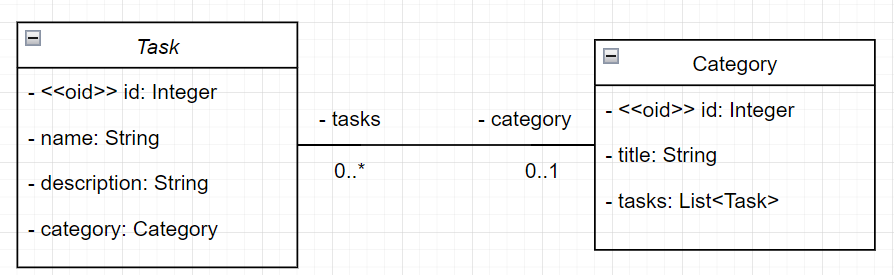 Task
- <<oid>> id: Integer
- name: String
- description: String
- category: Category
- tasks
- category
0..*
0..1
Category
- <<oid>> id: Integer
- title: String
- tasks: List<Task>